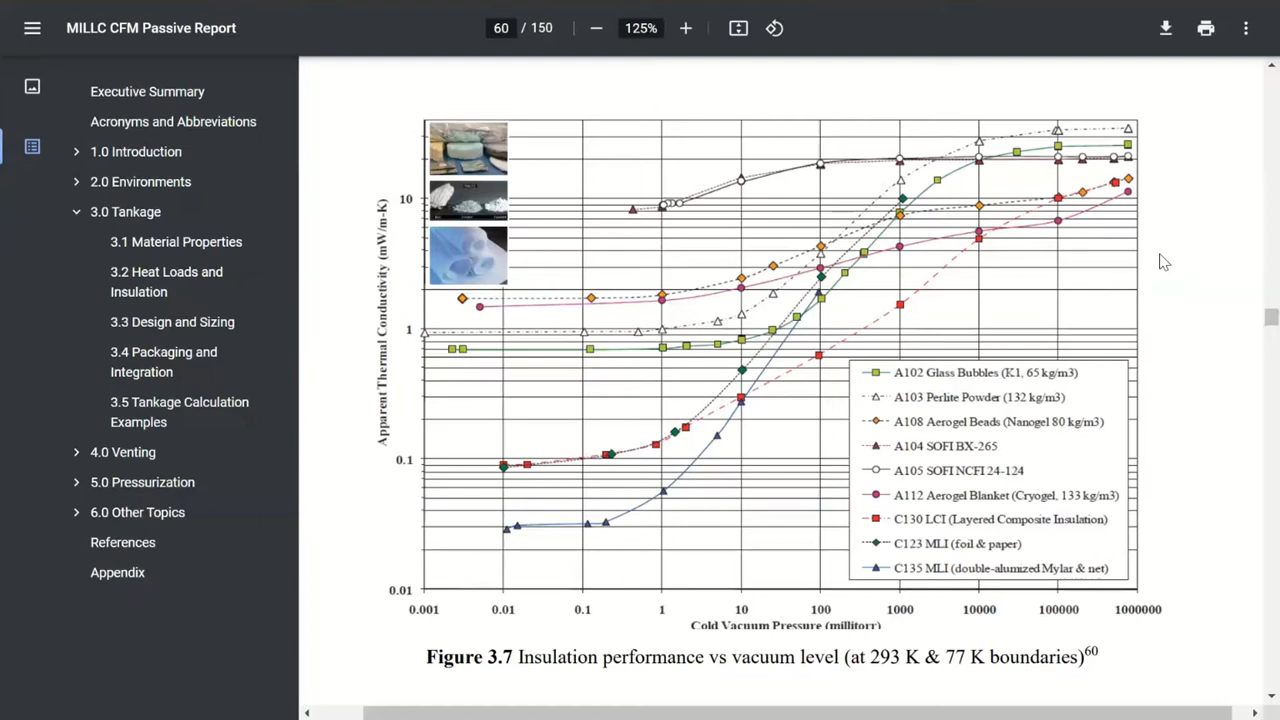 MILLC CFM Passive Report
60 / 150
125%
Executive Summary
Acronyms and Abbreviations
1.0 Introduction
2.0 Environments
3.0 Tankage
3.1 Material Properties
3.2 Heat Loads and
Insulation
3.3 Design and Sizing
3.4 Packaging and
Integration
3.5 Tankage Calculation
Examples
4.0 Venting
5.0 Pressurization
6.0 Other Topics
References
Appendix
Apparent Thermal Conductivity (mW/m-K)
10
1
0.1
0.01
0.001
0.01
0.1
1
10
100
1000
10000
100000
1000000
Cold Vacuum Pressure (millitorr)
A102 Glass Bubbles (K1, 65 kg/m3)
A103 Perlite Powder (132 kg/m3)
A108 Aerogel Beads (Nanogel 80 kg/m3)
A104 SOFI BX-265
A105 SOFI NCFI 24-124
A112 Aerogel Blanket (Cryogel, 133 kg/m3)
C130 LCI (Layered Composite Insulation)
C123 MLI (foil & paper)
C135 MLI (double-alumized Mylar & net)
Figure 3.7 Insulation performance vs vacuum level (at 293 K & 77 K boundaries)60